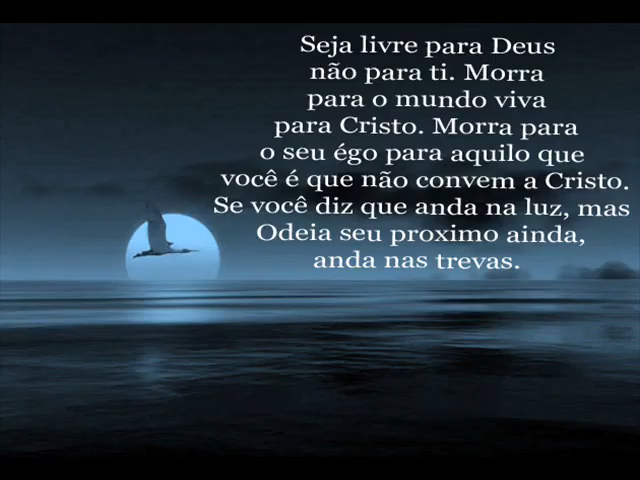 Seja livre para Deus
não para ti. Morra
para o mundo viva
para Cristo. Morra para
o seu égo para aquilo que
você é que não convem a Cristo.
Se você diz que anda na luz, mas
Odeia seu proximo ainda,
anda nas trevas.